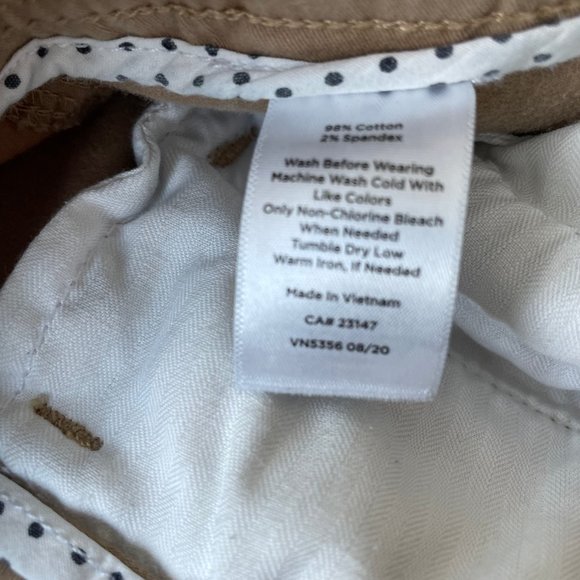 98% Cotton
2% Spandex
Wash Before Wearing
Machine Wash Cold With
Like Colors
Only Non-Chlorine Bleach
When Needed
Tumble Dry Low
Warm Iron, If Needed
Made In Vietnam
CA# 23147
VN5356 08/20